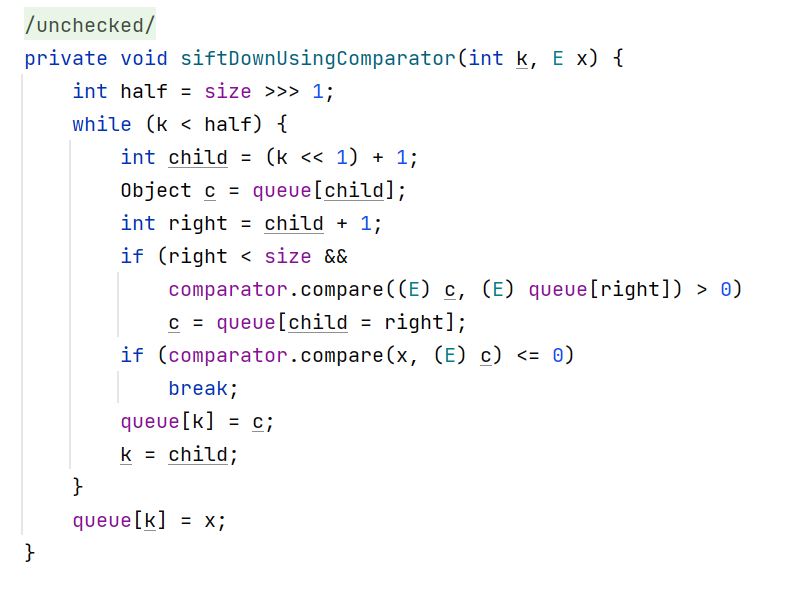 /unchecked/
private void siftDownUsingComparator(int k, E x) {
    int half = size >>> 1;
    while (k < half) {
        int child = (k << 1) + 1;
        Object c = queue[child];
        int right = child + 1;
        if (right < size &&
            comparator.compare((E) c, (E) queue[right]) > 0)
            c = queue[child = right];
        if (comparator.compare(x, (E) c) <= 0)
            break;
        queue[k] = c;
        k = child;
    }
    queue[k] = x;
}